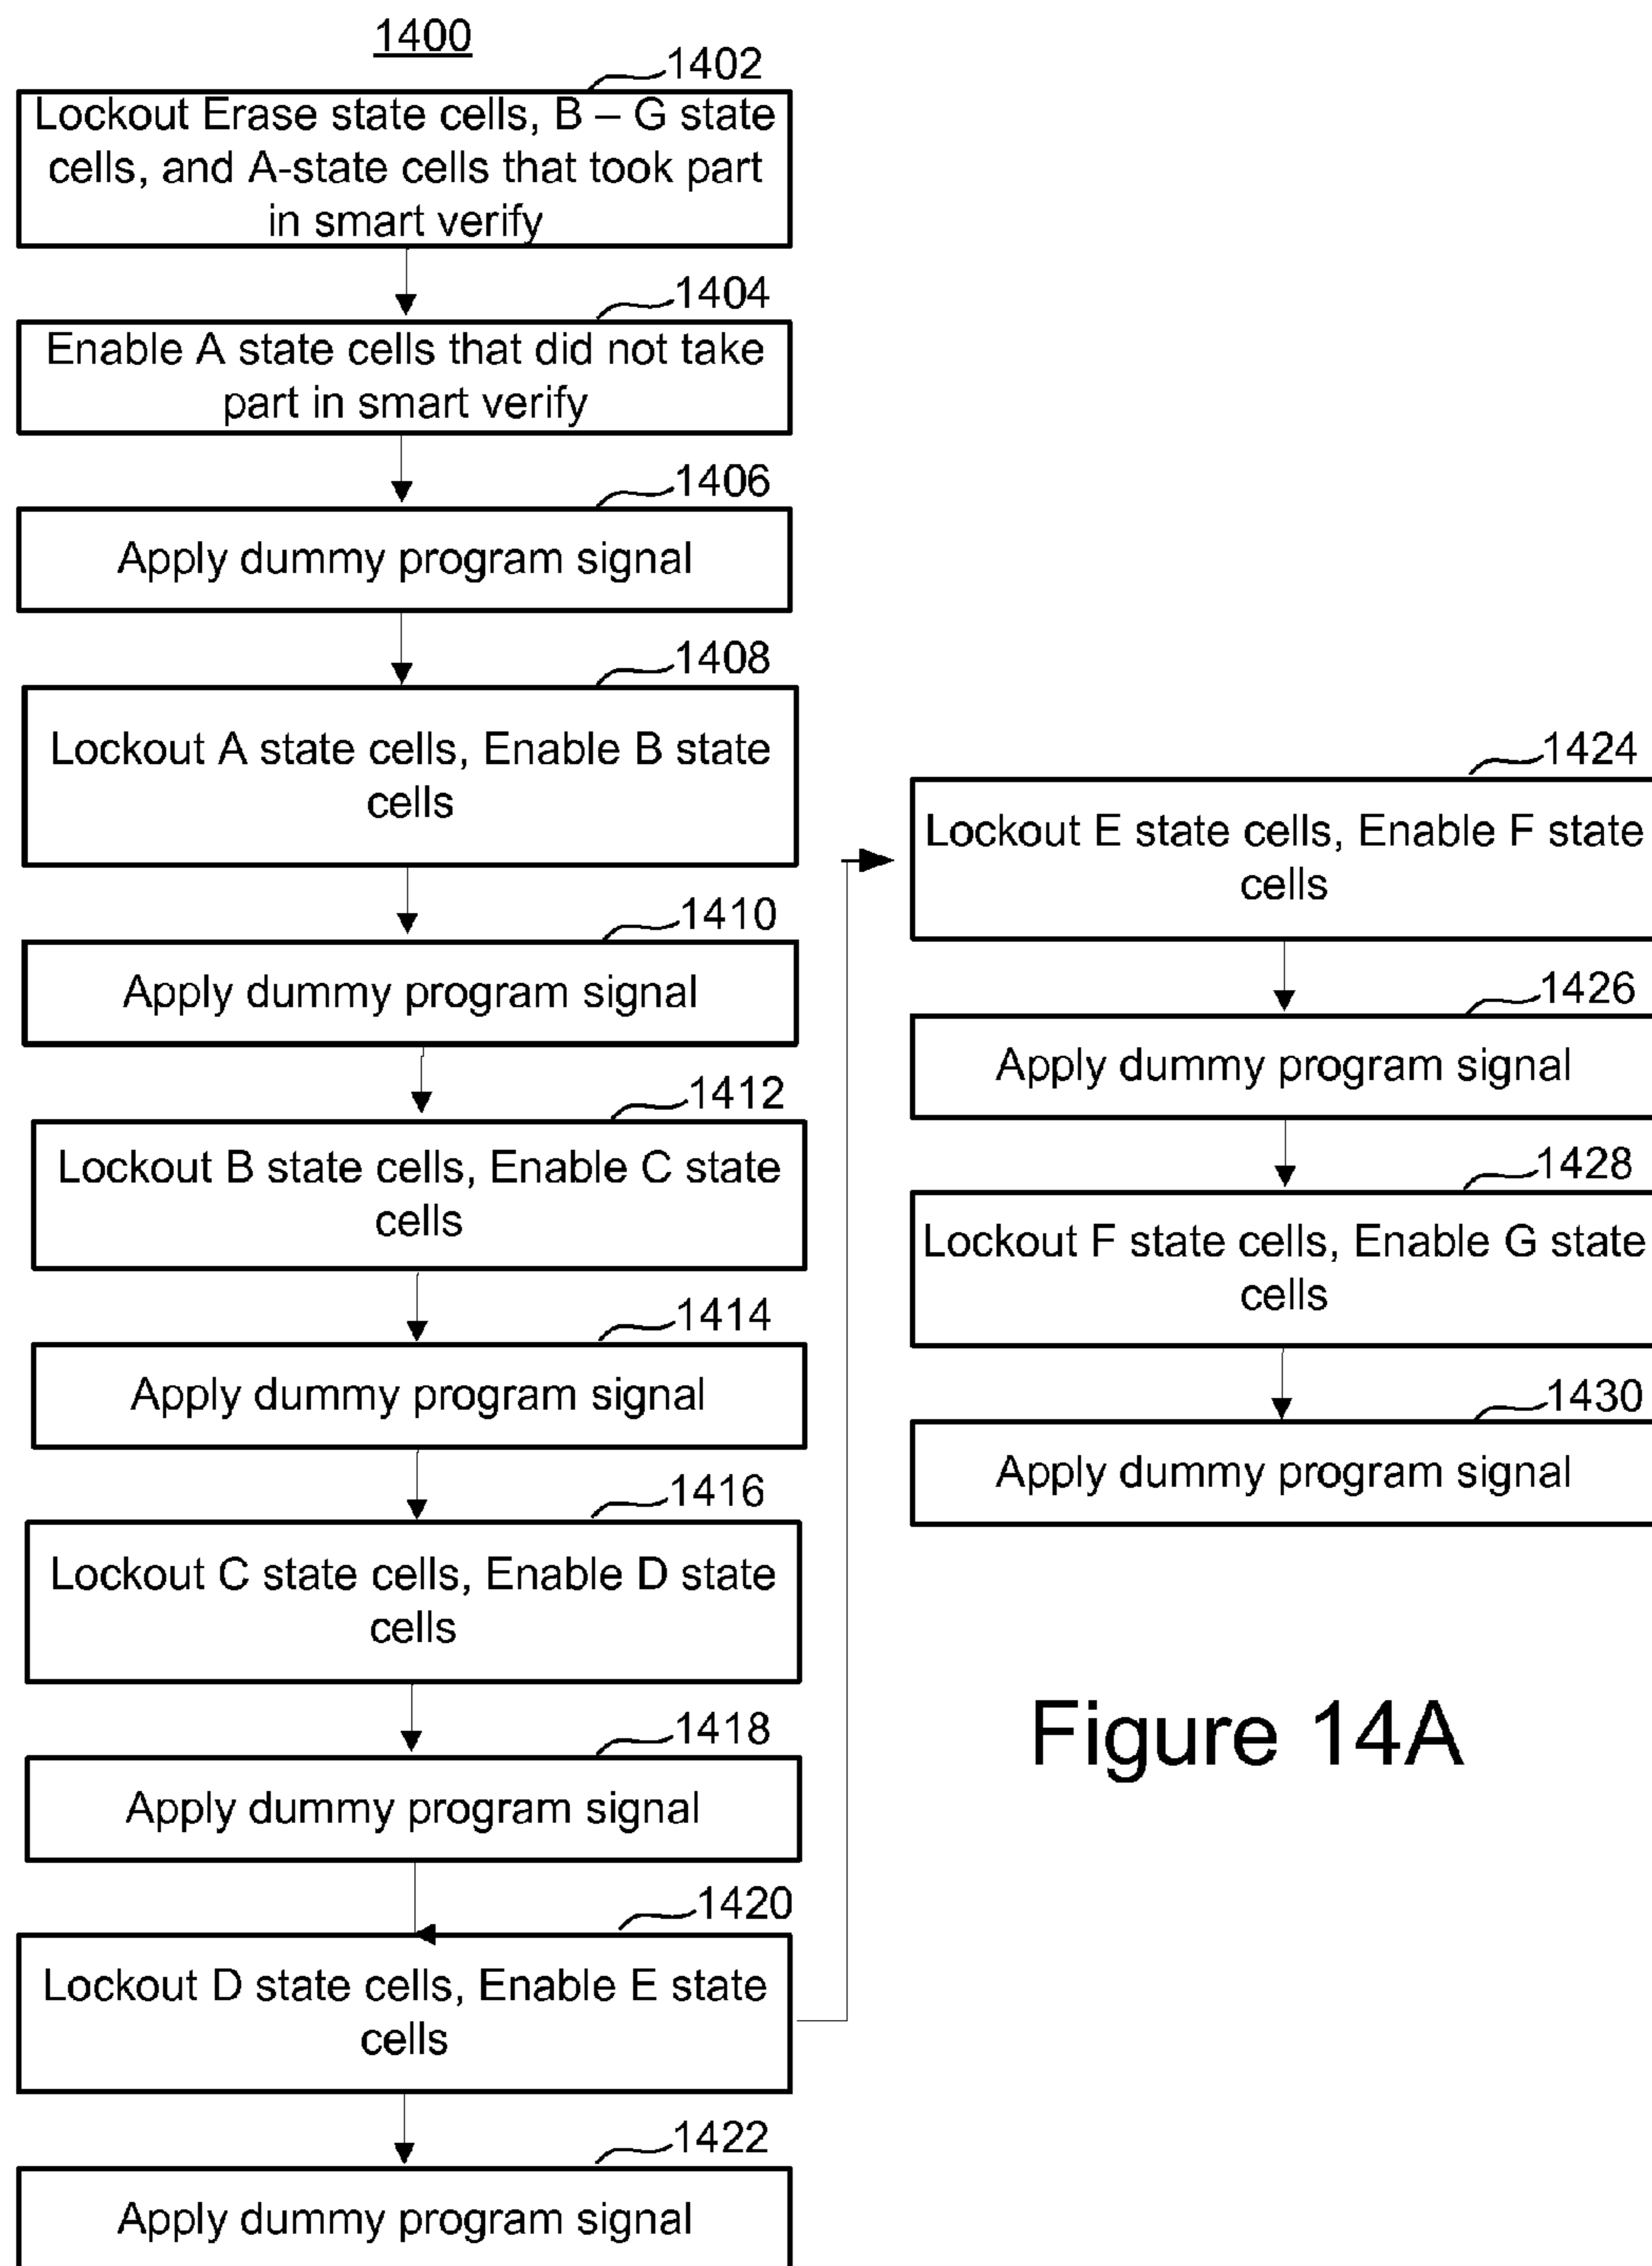 1400
1402
Lockout Erase state cells, B – G state
cells, and A-state cells that took part
in smart verify
1404
Enable A state cells that did not take
part in smart verify
1406
Apply dummy program signal
1408
Lockout A state cells, Enable B state
cells
1410
Apply dummy program signal
1412
Lockout B state cells, Enable C state
cells
1414
Apply dummy program signal
1416
Lockout C state cells, Enable D state
cells
1418
Apply dummy program signal
1420
Lockout D state cells, Enable E state
cells
1422
Apply dummy program signal
1424
Lockout E state cells, Enable F state
cells
1426
Apply dummy program signal
1428
Lockout F state cells, Enable G state
cells
1430
Apply dummy program signal
Figure 14A